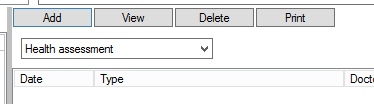 Add View Delete Print
Health assessment
Date Type Docto